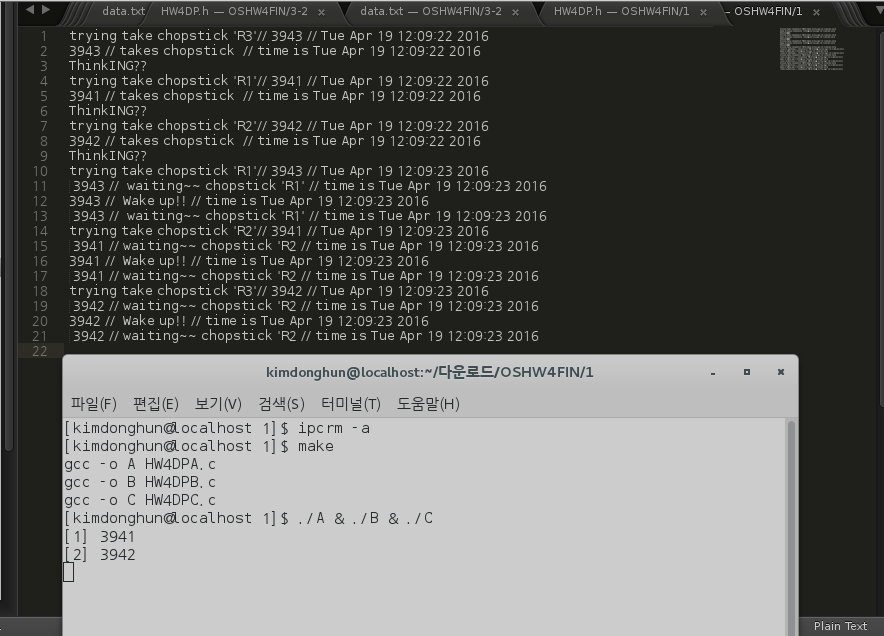 data.txt HW4DP.h — OSHW4FIN/3-2 × data.txt — OSHW4FIN/3-2 × HW4DP.h — OSHW4FIN/1 × – OSHW4FIN/1 ×
1 trying take chopstick 'R3'// 3943 // Tue Apr 19 12:09:22 2016
2 3943 // takes chopstick // time is Tue Apr 19 12:09:22 2016
3 ThinkING??
4 trying take chopstick 'R1'// 3941 // Tue Apr 19 12:09:22 2016
5 3941 // takes chopstick // time is Tue Apr 19 12:09:22 2016
6 ThinkING??
7 trying take chopstick 'R2'// 3942 // Tue Apr 19 12:09:22 2016
8 3942 // takes chopstick // time is Tue Apr 19 12:09:22 2016
9 ThinkING??
10 trying take chopstick 'R1'// 3943 // Tue Apr 19 12:09:23 2016
11 3943 // waiting~~ chopstick 'R1' // time is Tue Apr 19 12:09:23 2016
12 3943 // Wake up!! // time is Tue Apr 19 12:09:23 2016
13 3943 // waiting~~ chopstick 'R1' // time is Tue Apr 19 12:09:23 2016
14 trying take chopstick 'R2'// 3941 // Tue Apr 19 12:09:23 2016
15 3941 // waiting~~ chopstick 'R2 // time is Tue Apr 19 12:09:23 2016
16 3941 // Wake up!! // time is Tue Apr 19 12:09:23 2016
17 3941 // waiting~~ chopstick 'R2 // time is Tue Apr 19 12:09:23 2016
18 trying take chopstick 'R3'// 3942 // Tue Apr 19 12:09:23 2016
19 3942 // waiting~~ chopstick 'R2 // time is Tue Apr 19 12:09:23 2016
20 3942 // Wake up!! // time is Tue Apr 19 12:09:23 2016
21 3942 // waiting~~ chopstick 'R2 // time is Tue Apr 19 12:09:23 2016
22
kimdonghun@localhost:~/다운로드/OSHW4FIN/1
파일(F) 편집(E) 보기(V) 검색(S) 터미널(T) 도움말(H)
[kimdonghun@localhost 1]$ ipcrm -a
[kimdonghun@localhost 1]$ make
gcc -o A HW4DPA.c
gcc -o B HW4DPB.c
gcc -o C HW4DPC.c
[kimdonghun@localhost 1]$ ./A & ./B & ./C
[1] 3941
[2] 3942
Plain Text